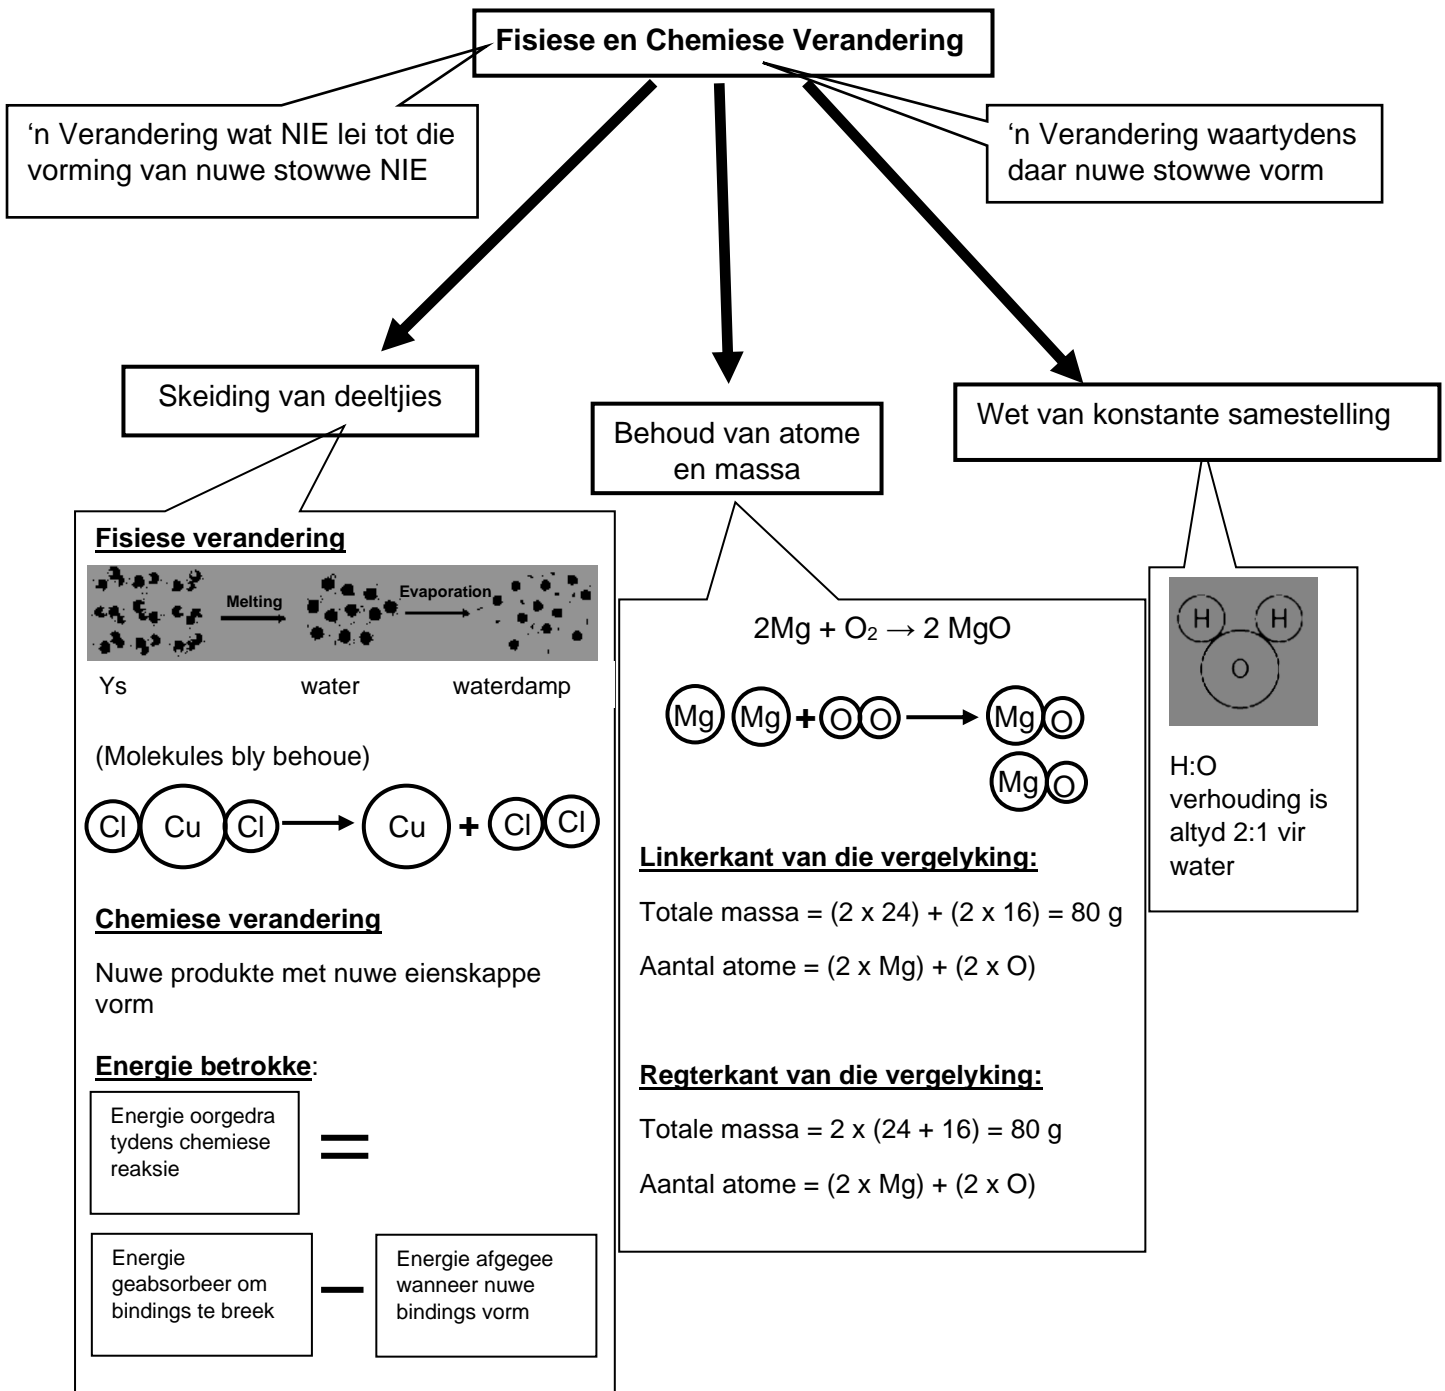 Fisiese en Chemiese Verandering
‘n Verandering wat NIE lei tot die
vorming van nuwe stowwe NIE
‘n Verandering waartydens
daar nuwe stowwe vorm
Skeiding van deeltjies
Behoud van atome
en massa
Wet van konstante samestelling
Fisiese verandering
Melting
Evaporation
Ys water waterdamp
(Molekules bly behoue)
Cl Cu Cl Cu + Cl Cl
Chemiese verandering
Nuwe produkte met nuwe eienskappe
vorm
Energie betrokke:
Energie oorgedra
tydens chemiese
reaksie
=
Energie
geabsorbeer om
bindings te breek
–
Energie afgegee
wanneer nuwe
bindings vorm
2Mg + O₂ → 2 MgO
Mg Mg + O O Mg O
Mg O
Linkerkant van die vergelyking:
Totale massa = (2 x 24) + (2 x 16) = 80 g
Aantal atome = (2 x Mg) + (2 x O)
Regterkant van die vergelyking:
Totale massa = 2 x (24 + 16) = 80 g
Aantal atome = (2 x Mg) + (2 x O)
H H
O
H:O
verhouding is
altyd 2:1 vir
water